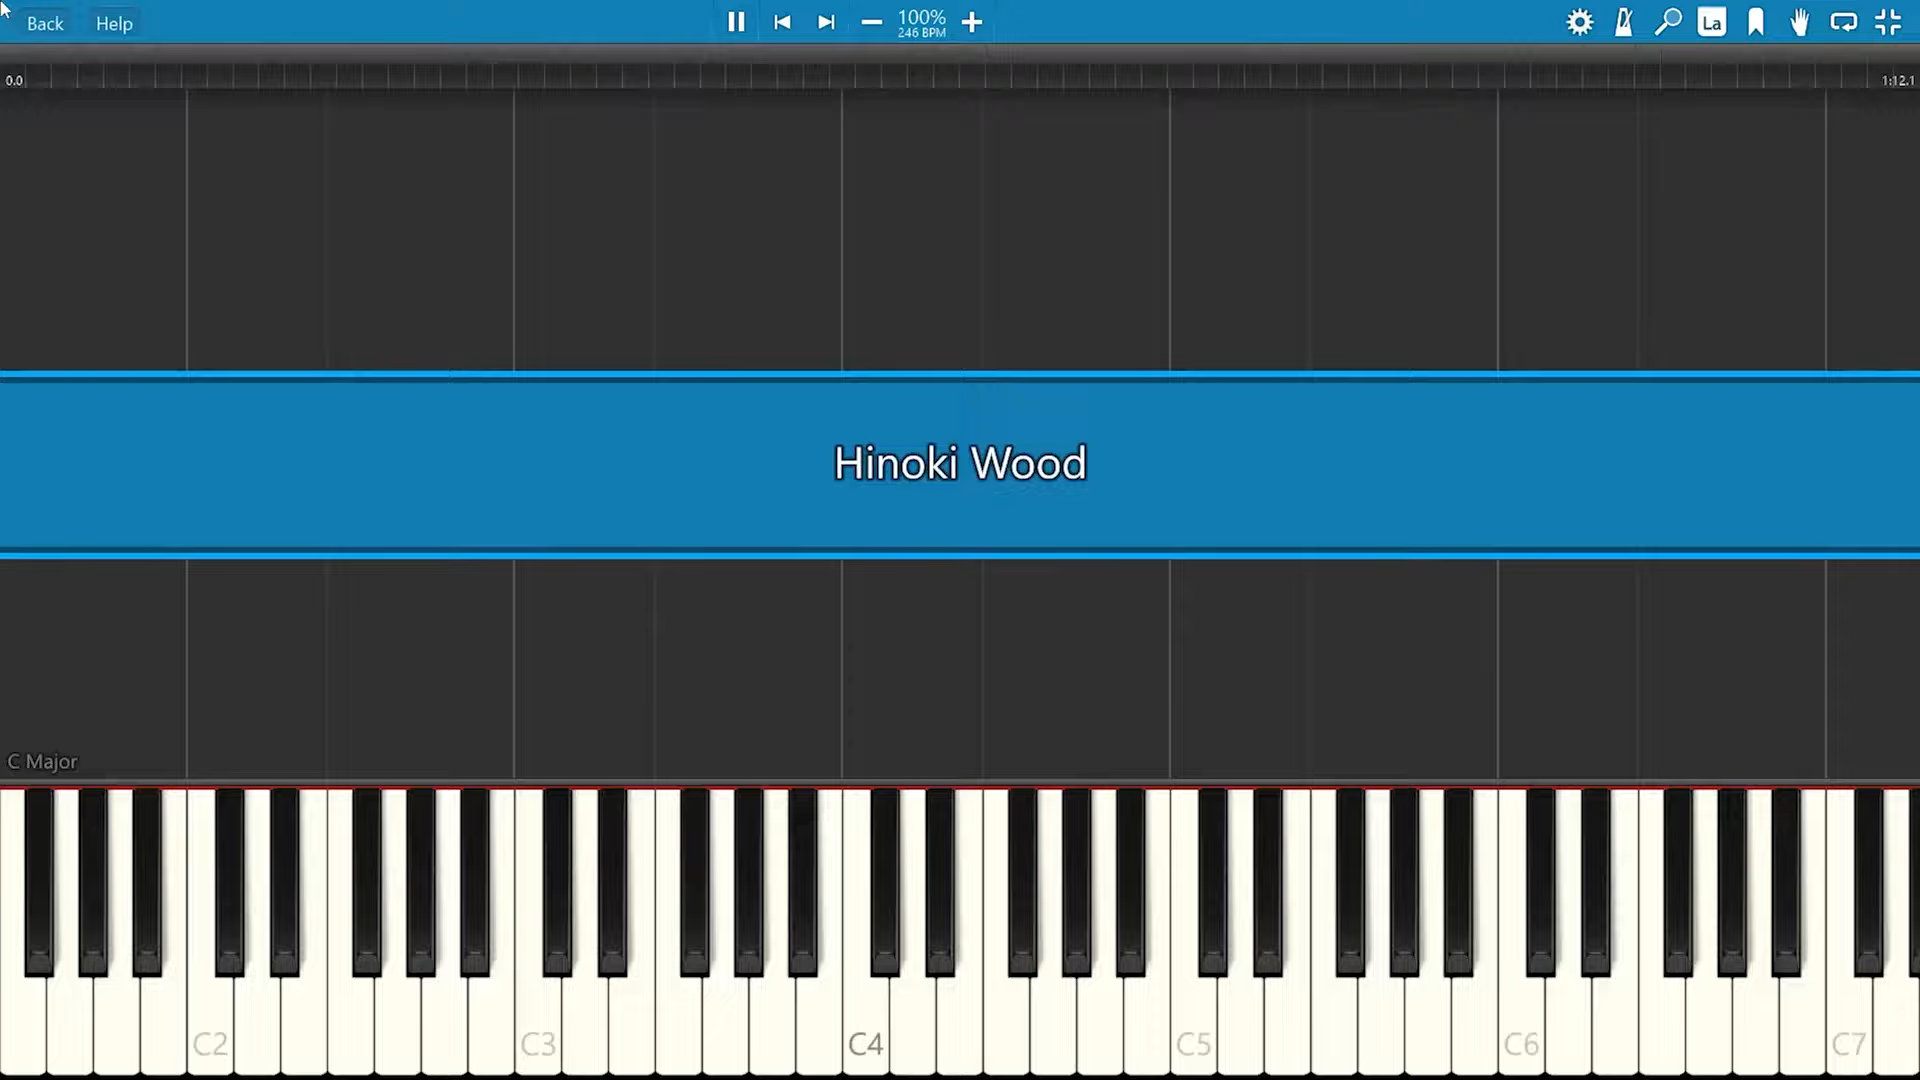 Back Help
100%
246 BPM
La
0.0
1:12.1
Hinoki Wood
C Major
C2 C3 C4 C5 C6 C7